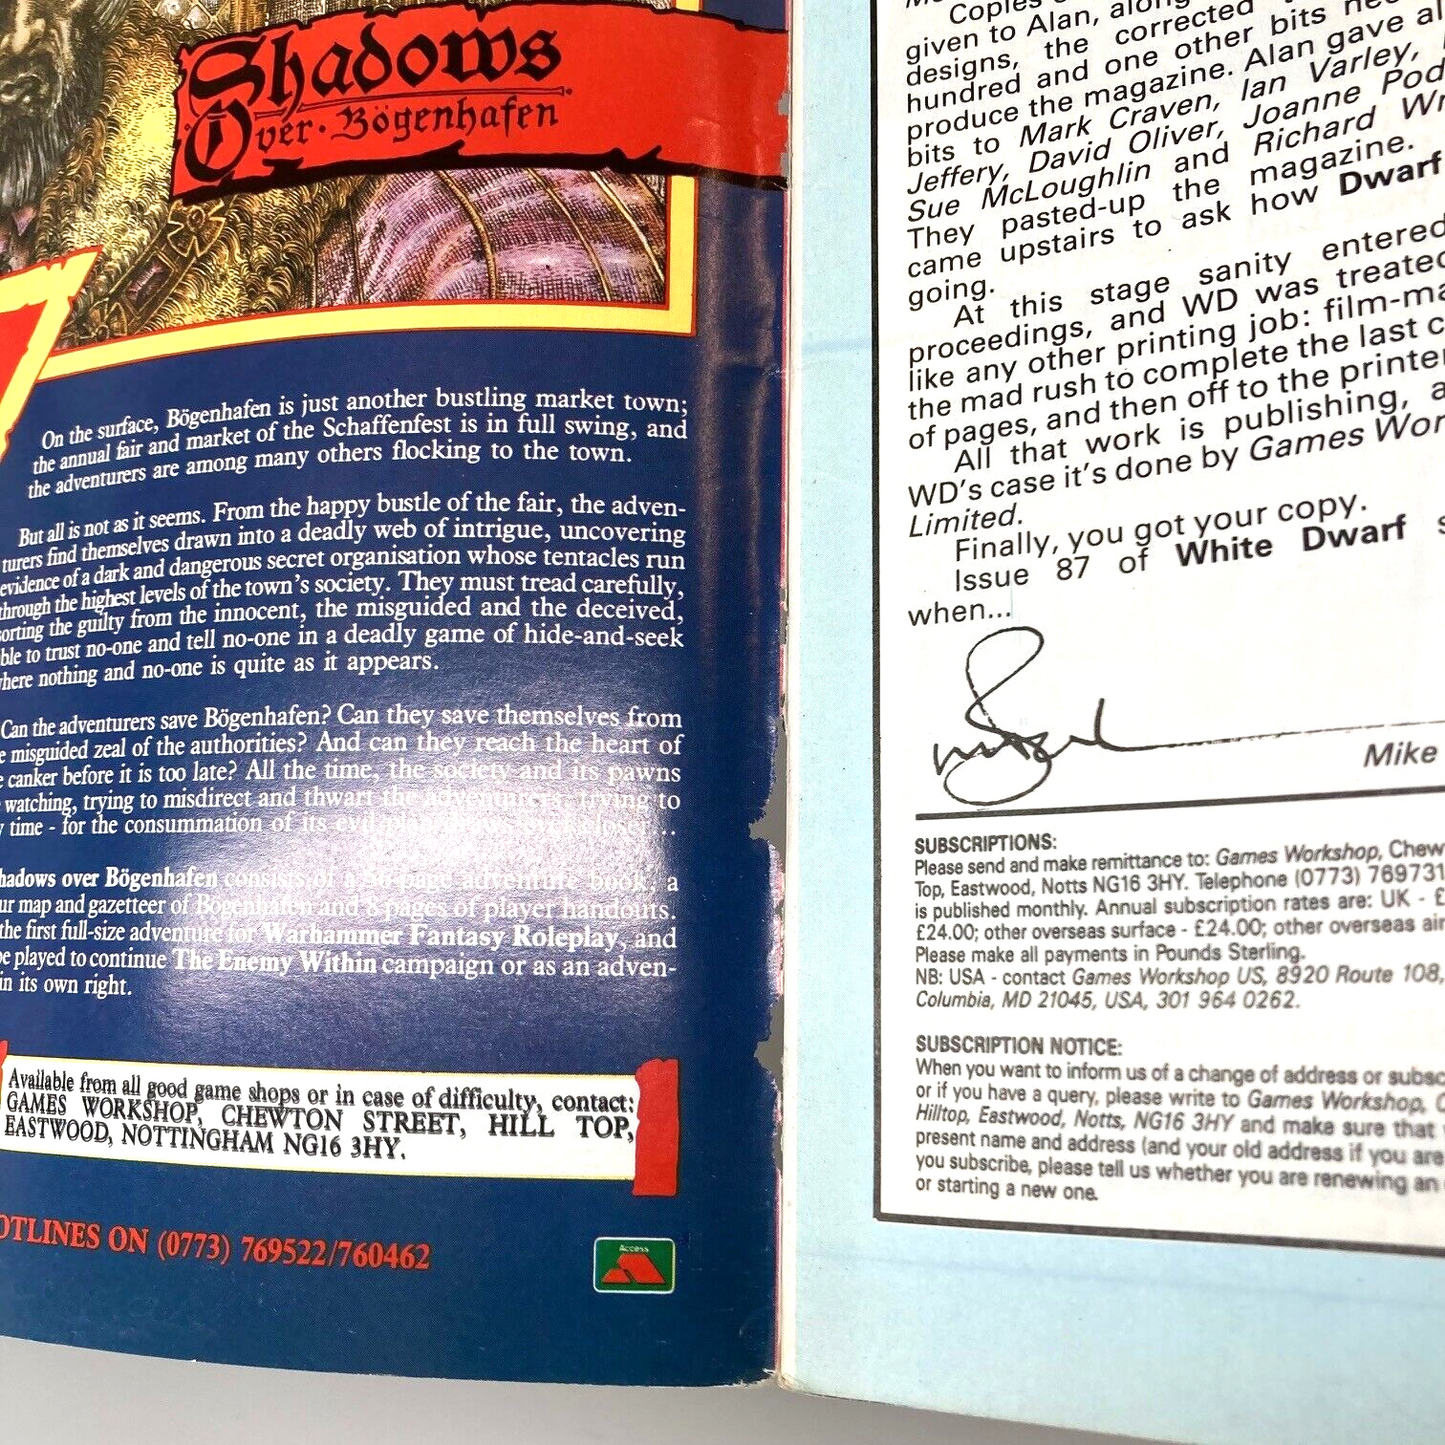 Shadows
Over · Bögenhafen
On the surface, Bögenhafen is just another bustling market town;
the annual fair and market of the Schaffenfest is in full swing, and
the adventurers are among many others flocking to the town.
But all is not as it seems. From the happy bustle of the fair, the adven-
turers find themselves drawn into a deadly web of intrigue, uncovering
evidence of a dark and dangerous secret organisation whose tentacles run
through the highest levels of the town's society. They must tread carefully,
sorting the guilty from the innocent, the misguided and the deceived,
ble to trust no-one and tell no-one in a deadly game of hide-and-seek
where nothing and no-one is quite as it appears.
Can the adventurers save Bögenhafen? Can they save themselves from
e misguided zeal of the authorities? And can they reach the heart of
e canker before it is too late? All the time, the society and its pawns
watching, trying to misdirect and thwart the adventurers, trying to
y time - for the consummation of its evil plan
hadows over Bögenhafen consists of a 56-page adventure book, a
ur map and gazetteer of Bögenhafen and 8 pages of player handouts.
the first full-size adventure for Warhammer Fantasy Roleplay, and
be played to continue The Enemy Within campaign or as an adven-
in its own right.
Available from all good game shops or in case of difficulty, contact:
GAMES WORKSHOP, CHEWTON STREET, HILL TOP,
EASTWOOD, NOTTINGHAM NG16 3HY.
OTLINES ON (0773) 769522/760462
Access
Copies
given to Alan, along
designs, the corrected
hundred and one other bits
produce the magazine. Alan gave al
bits to Mark Craven, Ian Varley,
Jeffery, David Oliver, Joanne Pod
Sue McLoughlin and Richard Wr
They pasted-up the magazine.
came upstairs to ask how Dwarf
going.
At this stage sanity entered
proceedings, and WD was treated
like any other printing job: film-ma
the mad rush to complete the last c
of pages, and then off to the printe
All that work is publishing, a
WD's case it's done by Games Wor
Limited.
Finally, you got your copy.
Issue 87 of White Dwarf s
when...
Mike
SUBSCRIPTIONS:
Please send and make remittance to: Games Workshop, Chew
Top, Eastwood, Notts NG16 3HY. Telephone (0773) 769731
is published monthly. Annual subscription rates are: UK - £
£24.00; other overseas surface - £24.00; other overseas air
Please make all payments in Pounds Sterling.
NB: USA - contact Games Workshop US, 8920 Route 108,
Columbia, MD 21045, USA, 301 964 0262.
SUBSCRIPTION NOTICE:
When you want to inform us of a change of address or subsc
or if you have a query, please write to Games Workshop, C
Hilltop, Eastwood, Notts, NG16 3HY and make sure that
present name and address (and your old address if you are
you subscribe, please tell us whether you are renewing an
or starting a new one.